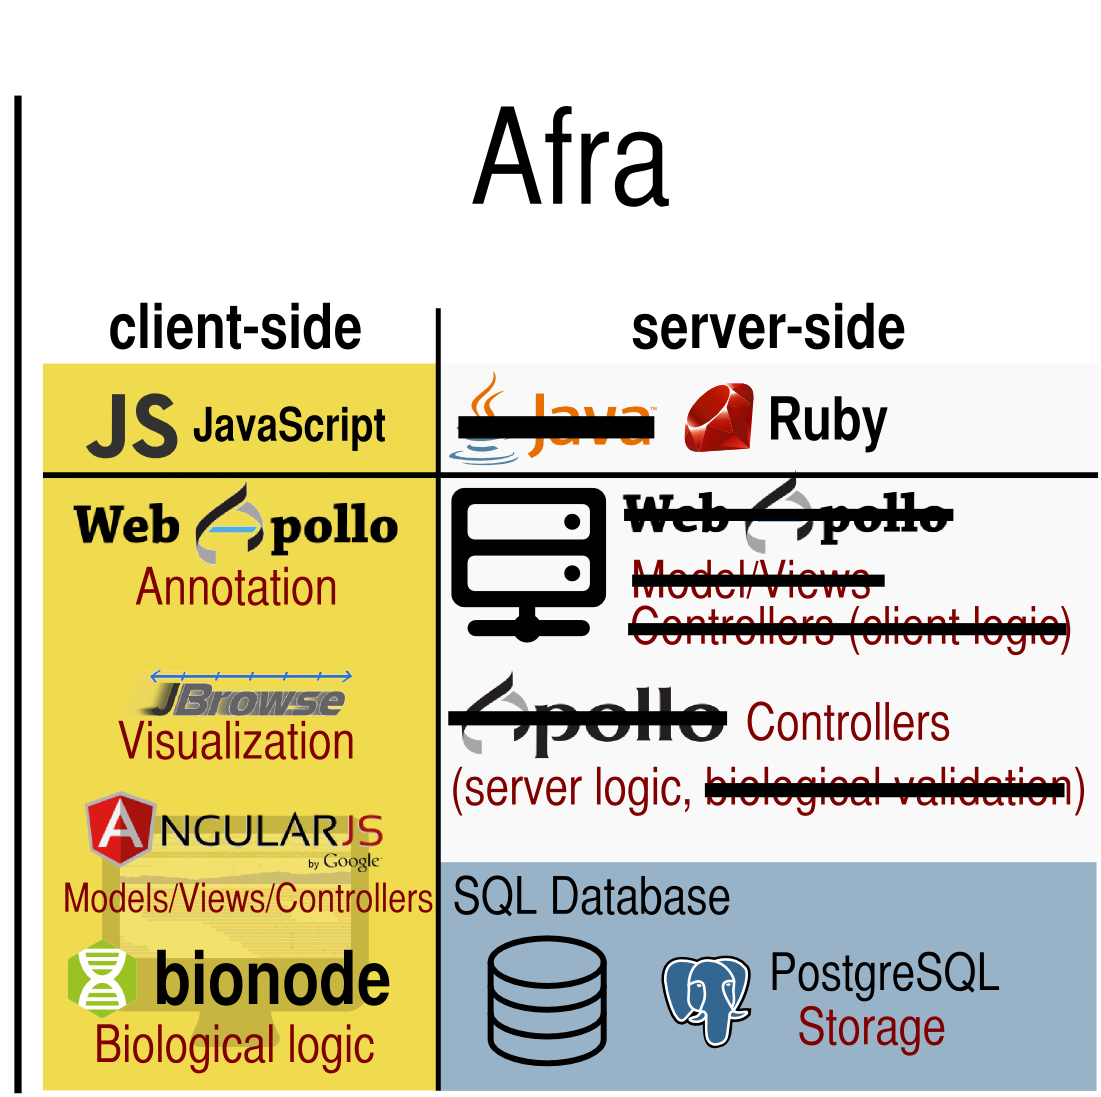 Afra
client-side
server-side
JS JavaScript
Java™
Ruby
Web Apollo
Annotation
JBrowse
Visualization
ANGULARJS
by Google
Models/Views/Controllers
bionode
Biological logic
Web Apollo
Model/Views
Controllers (client logic)
Apollo Controllers
(server logic, biological validation)
SQL Database
PostgreSQL
Storage